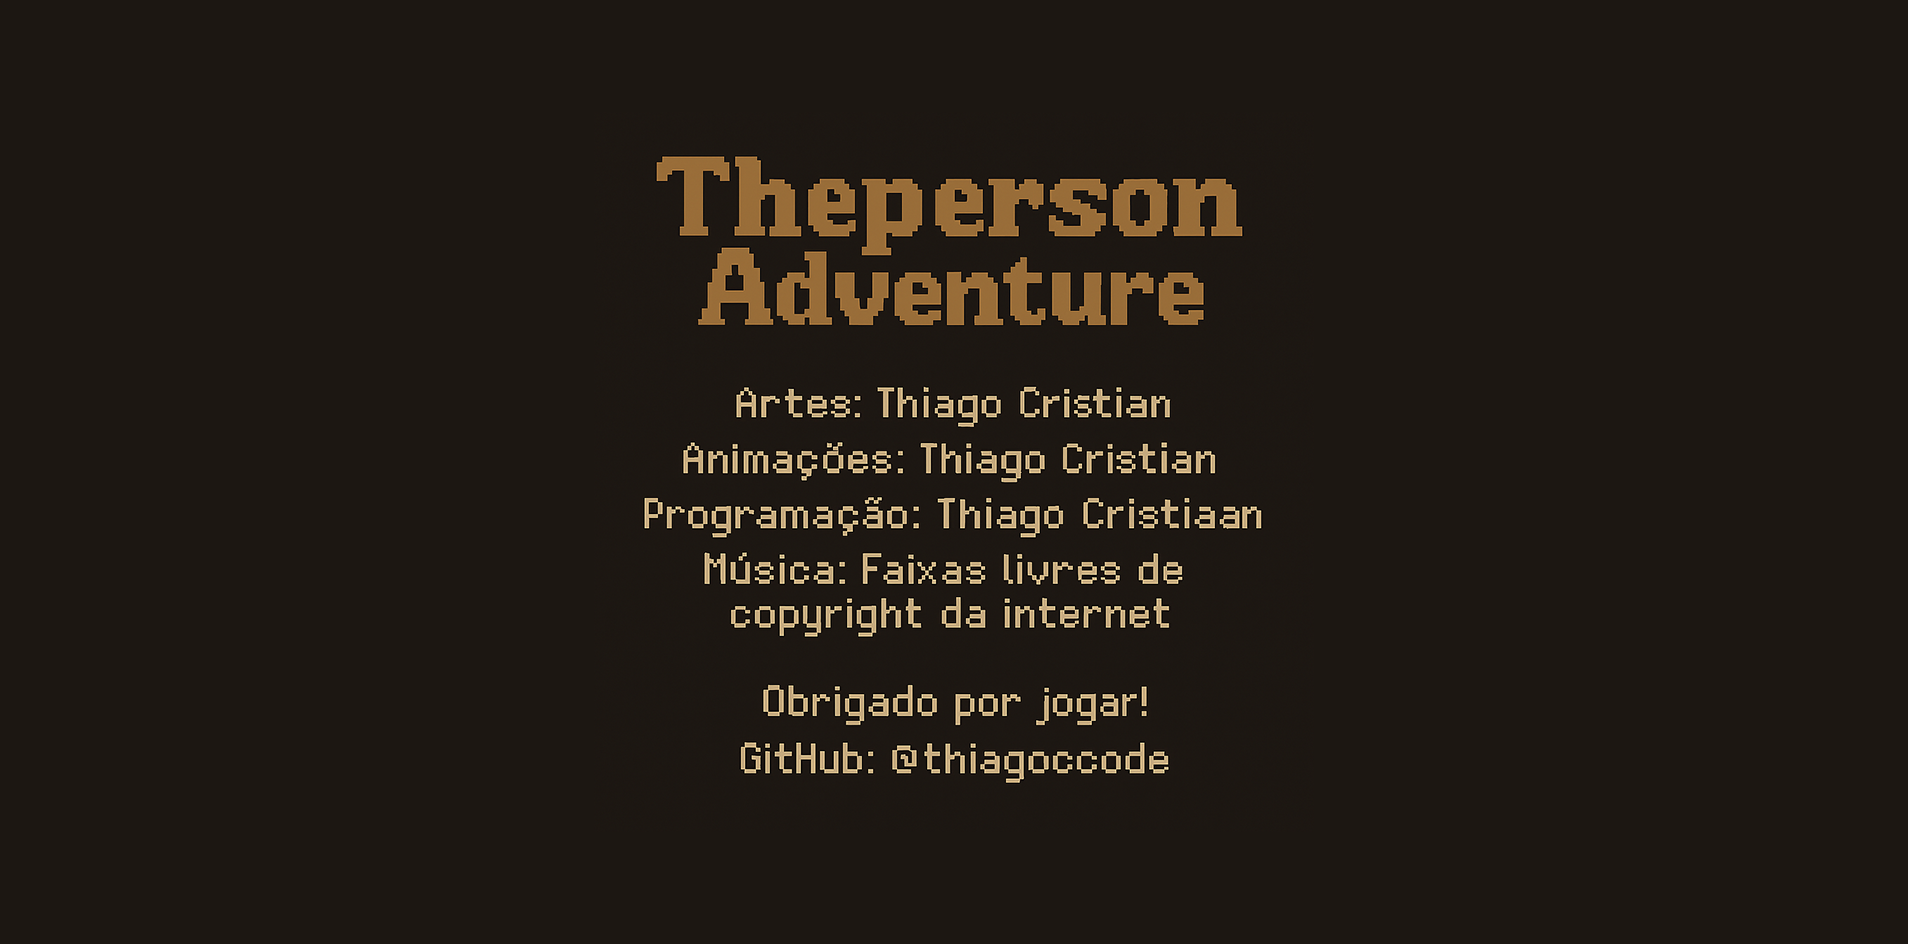 Theperson
Adventure
Artes: Thiago Cristian
Animações: Thiago Cristian
Programação: Thiago Cristiaan
Música: Faixas livres de
copyright da internet
Obrigado por jogar!
GitHub: @thiagoccode